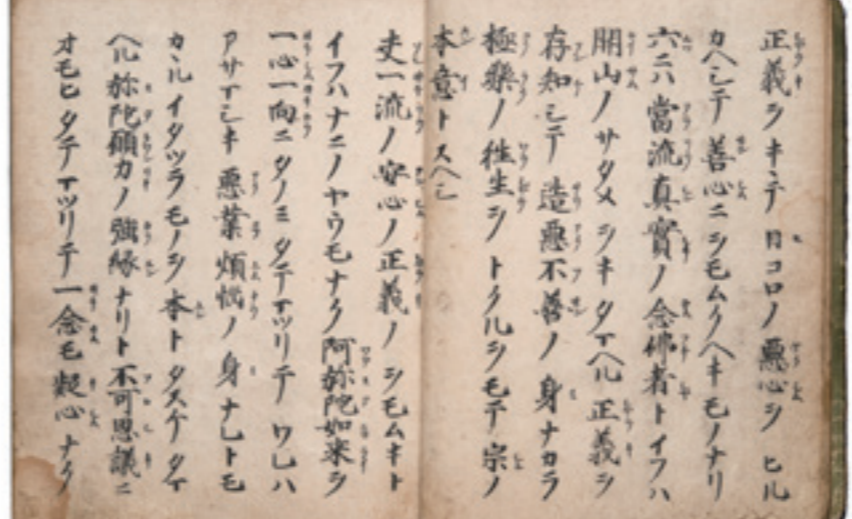 正義ヲキヽテ日コロノ悪心ヲヒル
カヘシテ善心ニヲモムクヘキモノナリ
六ニハ當流真實ノ念佛者トイフハ
開山ノサタメヲキタマヘル正義ヲ
存知シテ造悪不善ノ身ナカラ
極樂ノ徃生ヲトクルヲモテ宗ノ
本意トスヘシ
夫一流ノ安心ノ正義ノヲモムキト
イフハナニノヤウモナク阿弥陀如来ヲ
一心一向ニタノミタテマツリテワレハ
アサマシキ悪業煩悩ノ身ナレトモ
カヽルイタツラモノヲ本トタスケタマ
ヘル弥陀願力ノ強縁ナリト不可思議ニ
オモヒタテマツリテ一念モ疑心ナク